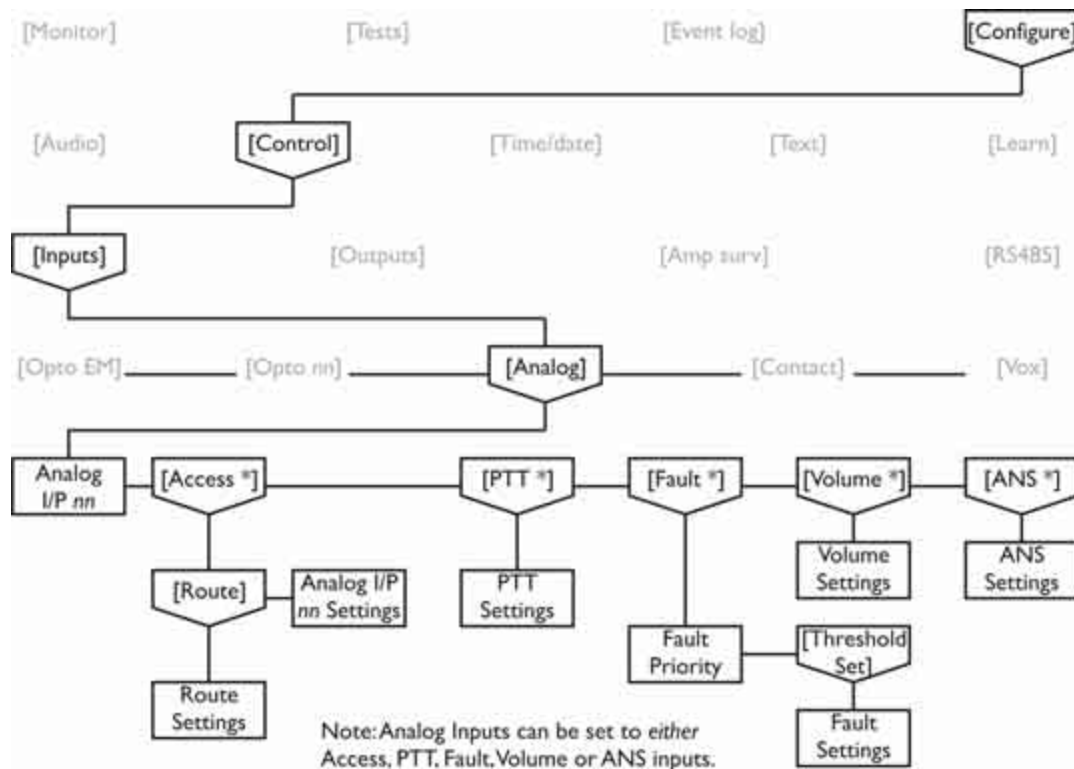 [Monitor] [Tests] [Event log] [Configure]
[Audio] [Control] [Time/date] [Text] [Learn]
[Inputs] [Outputs] [Amp surv] [RS485]
[Opto EM] [Opto nn] [Analog] [Contact] [Vox]
Analog
I/P nn
[Access *] [PTT *] [Fault *] [Volume *] [ANS *]
[Route]
Analog I/P
nn Settings
PTT
Settings
Volume
Settings
ANS
Settings
Fault
Priority
[Threshold
Set]
Route
Settings
Fault
Settings
Note: Analog Inputs can be set to either
Access, PTT, Fault, Volume or ANS inputs.